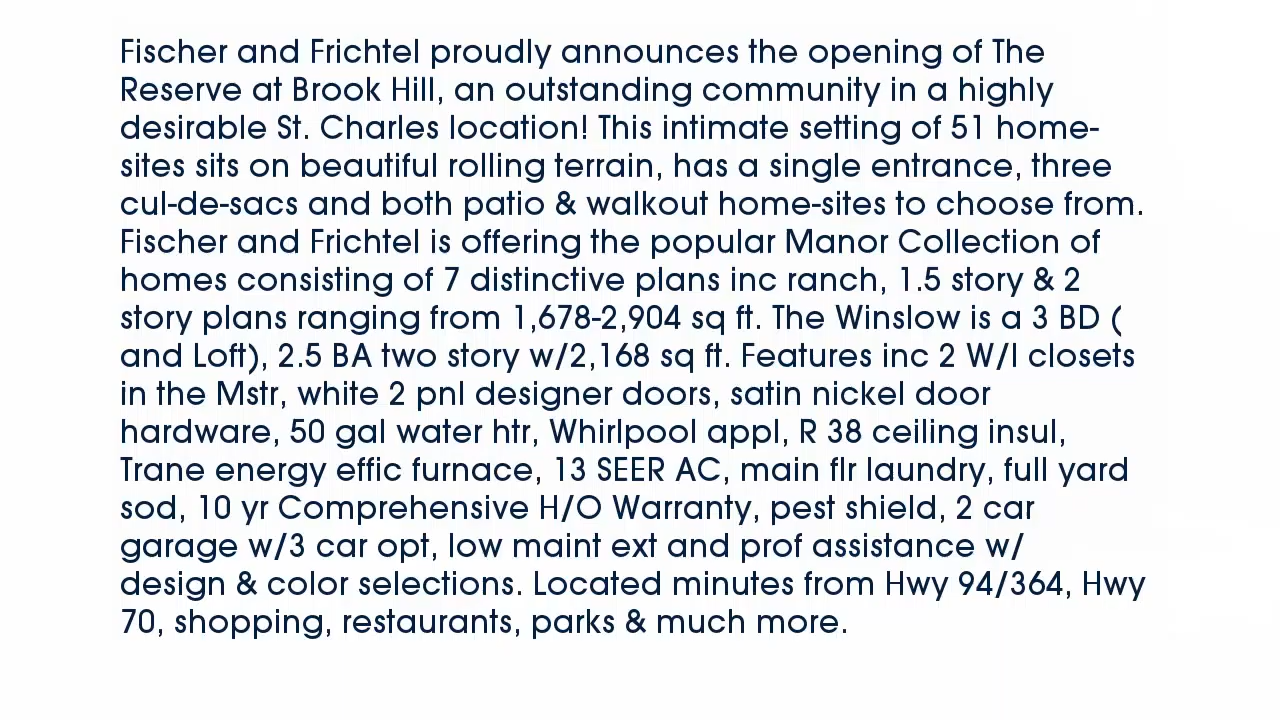 Fischer and Frichtel proudly announces the opening of The
Reserve at Brook Hill, an outstanding community in a highly
desirable St. Charles location! This intimate setting of 51 home-
sites sits on beautiful rolling terrain, has a single entrance, three
cul-de-sacs and both patio & walkout home-sites to choose from.
Fischer and Frichtel is offering the popular Manor Collection of
homes consisting of 7 distinctive plans inc ranch, 1.5 story & 2
story plans ranging from 1,678-2,904 sq ft. The Winslow is a 3 BD (
and Loft), 2.5 BA two story w/2,168 sq ft. Features inc 2 W/I closets
in the Mstr, white 2 pnl designer doors, satin nickel door
hardware, 50 gal water htr, Whirlpool appl, R 38 ceiling insul,
Trane energy effic furnace, 13 SEER AC, main flr laundry, full yard
sod, 10 yr Comprehensive H/O Warranty, pest shield, 2 car
garage w/3 car opt, low maint ext and prof assistance w/
design & color selections. Located minutes from Hwy 94/364, Hwy
70, shopping, restaurants, parks & much more.